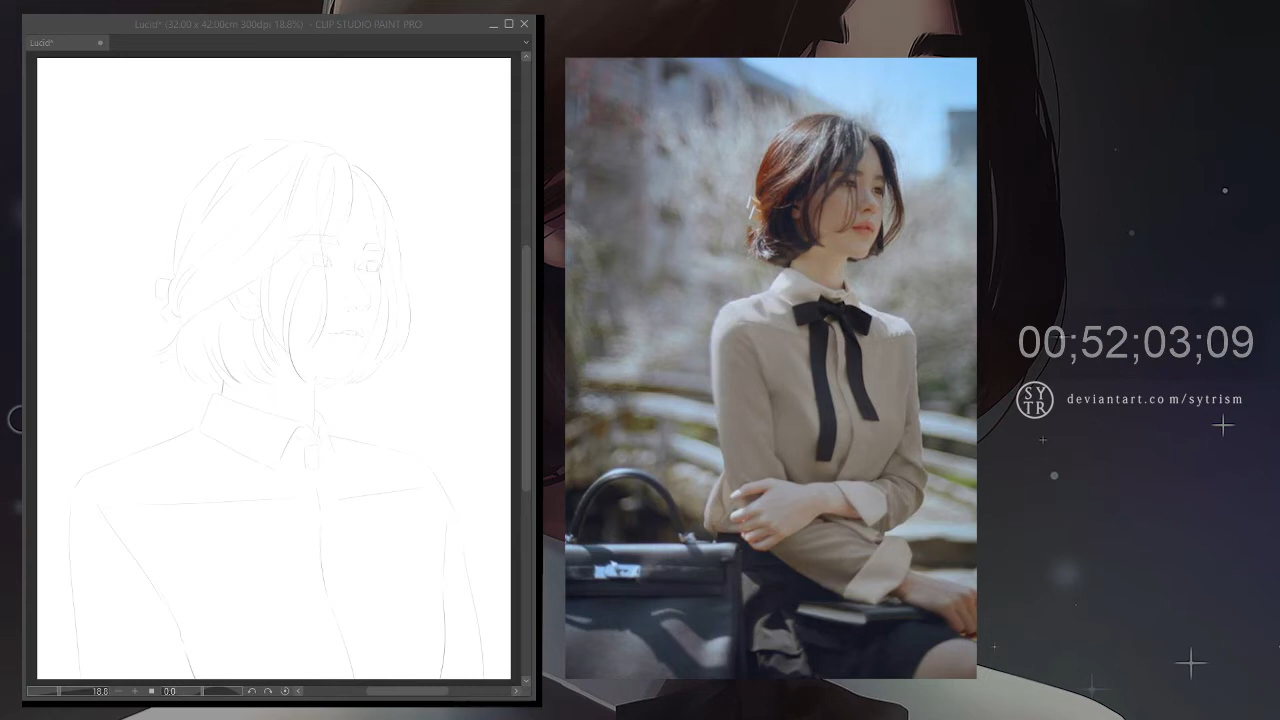 Lucid* (32.00 x 42.00cm 300dpi 18.8%) - CLIP STUDIO PAINT PRO
Lucid*
00;52;03;09
SY
TR
deviantart.com/sytrism
18.8
0.0